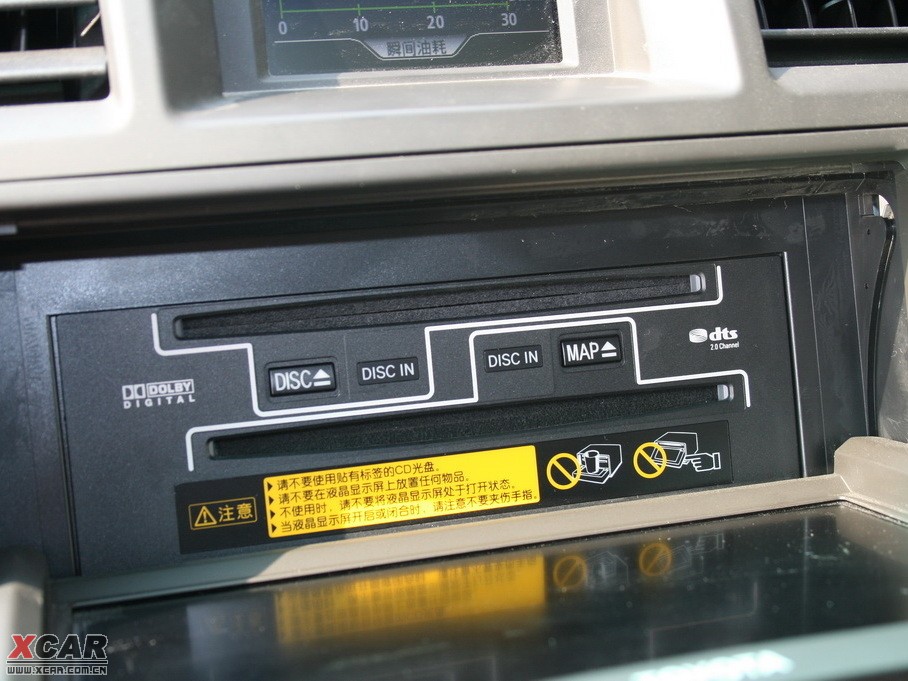 0 10 20 30
瞬间油耗
dts
2.0 Channel
DISC IN MAP
DISC DISC IN
DOLBY
DIGITAL
注意
请不要使用贴有标签的CD光盘。
请不要在液晶显示屏上放置任何物品。
不使用时，请不要将液晶显示屏处于打开状态。
当液晶显示屏开启或闭合时，请注意不要夹伤手指。
XCAR
WWW.XCAR.COM.CN